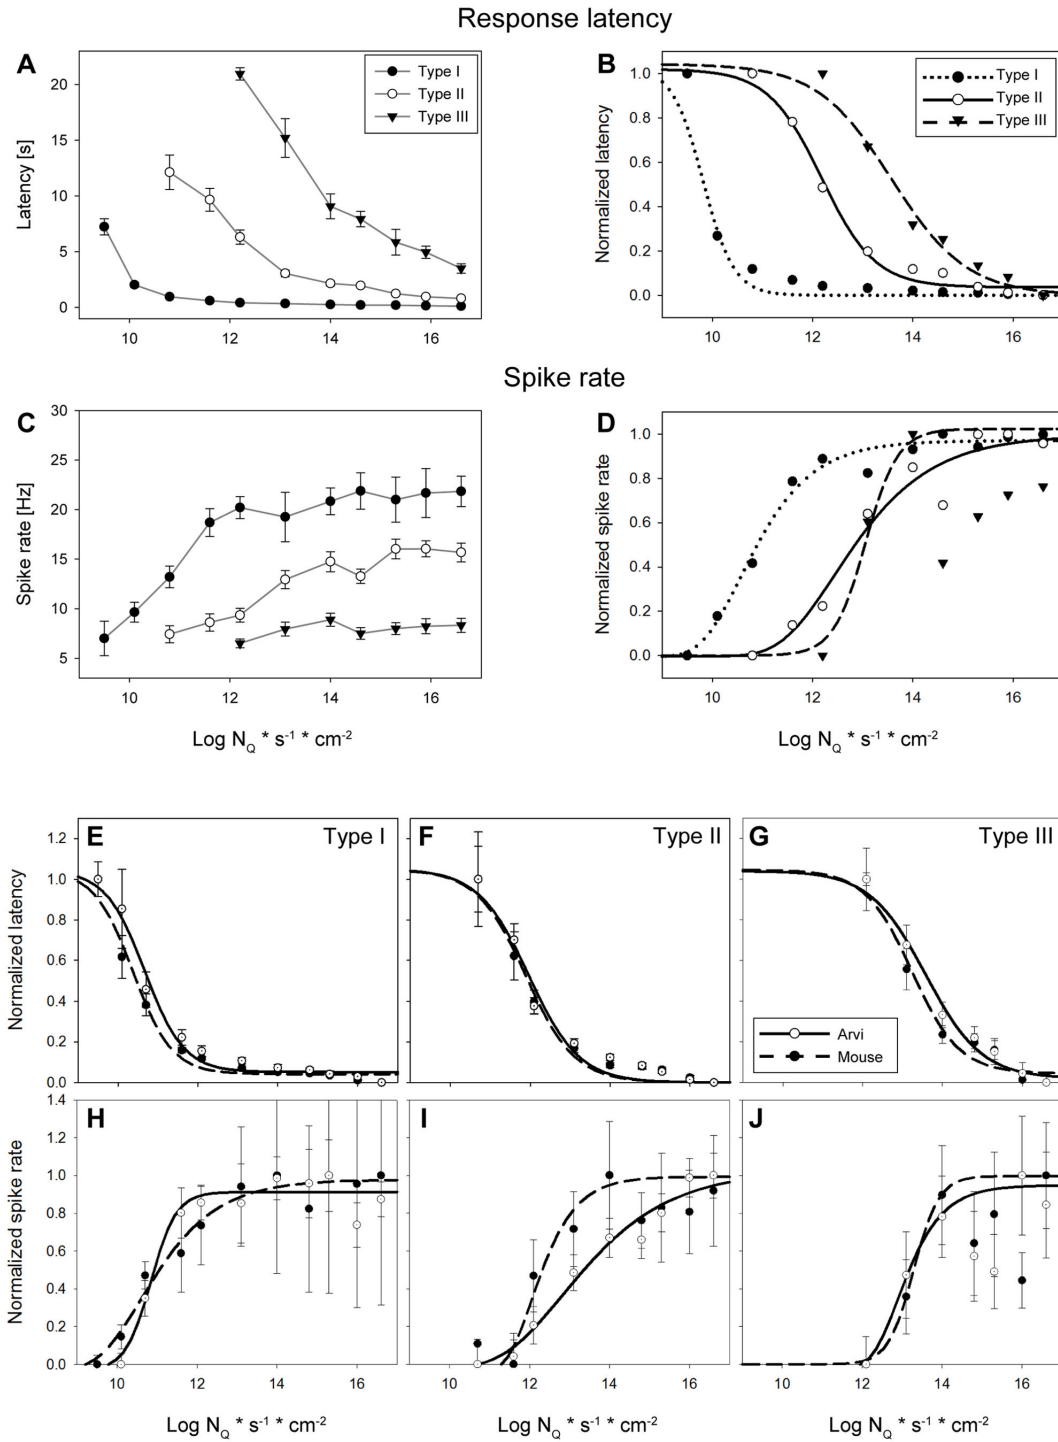 Response latency
A
Latency [s]
20
15
10
5
0
10 12 14 16
Type I
Type II
Type III
B
Normalized latency
1.0
0.8
0.6
0.4
0.2
0.0
10 12 14 16
Type I
Type II
Type III
Spike rate
C
Spike rate [Hz]
30
25
20
15
10
5
10 12 14 16
Log N_Q * s⁻¹ * cm⁻²
D
Normalized spike rate
1.0
0.8
0.6
0.4
0.2
0.0
10 12 14 16
Log N_Q * s⁻¹ * cm⁻²
E Type I
Normalized latency
1.2
1.0
0.8
0.6
0.4
0.2
0.0
F Type II
G Type III
Arvi
Mouse
H
Normalized spike rate
1.4
1.2
1.0
0.8
0.6
0.4
0.2
0.0
10 12 14 16
Log N_Q * s⁻¹ * cm⁻²
I
10 12 14 16
Log N_Q * s⁻¹ * cm⁻²
J
10 12 14 16
Log N_Q * s⁻¹ * cm⁻²